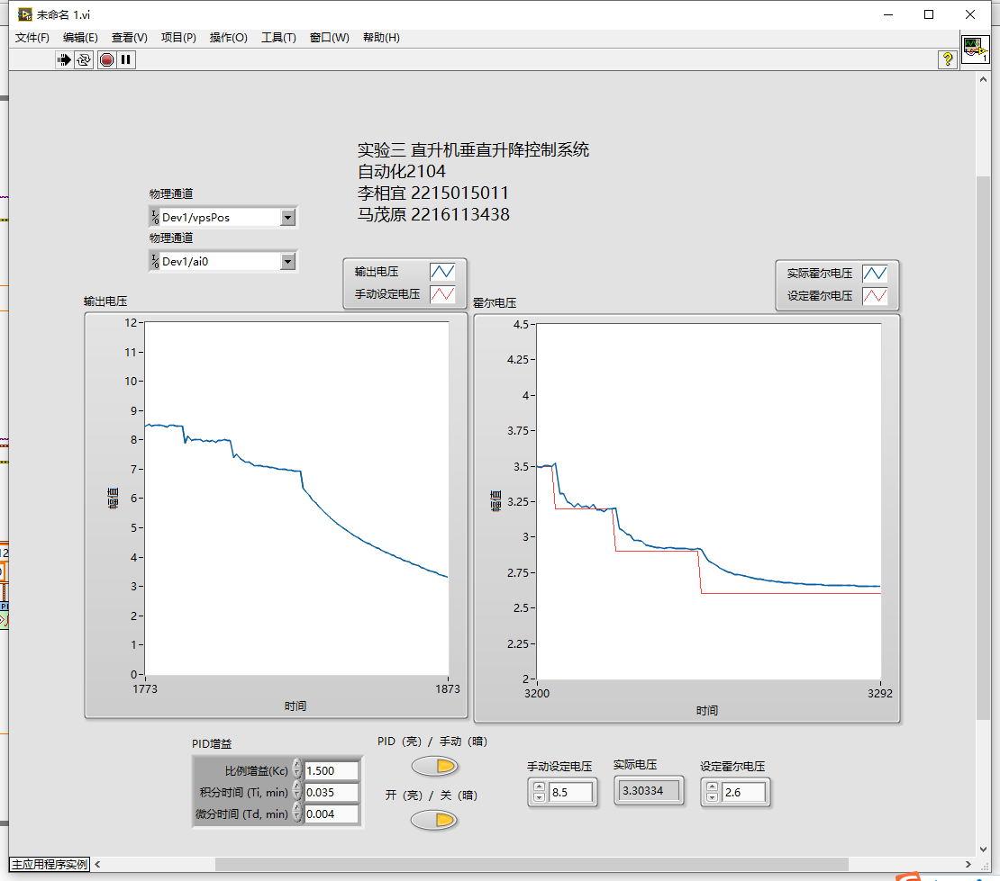 未命名 1.vi
文件(F) 编辑(E) 查看(V) 项目(P) 操作(O) 工具(T) 窗口(W) 帮助(H)
?
1
实验三 直升机垂直升降控制系统
自动化2104
李相宜 2215015011
马茂原 2216113438
物理通道
Dev1/vpsPos
物理通道
Dev1/ai0
输出电压
手动设定电压
实际霍尔电压
设定霍尔电压
输出电压
12
11
10
9
8
7
6
5
4
3
2
1
0
幅值
1773 1873
时间
霍尔电压
4.5
4.25
4
3.75
3.5
3.25
3
2.75
2.5
2.25
2
幅值
3200 3292
时间
PID增益
比例增益(Kc) 1.500
积分时间 (Ti, min) 0.035
微分时间 (Td, min) 0.004
PID（亮）/ 手动（暗）
开（亮）/ 关（暗）
手动设定电压
8.5
实际电压
3.30334
设定霍尔电压
2.6
主应用程序实例